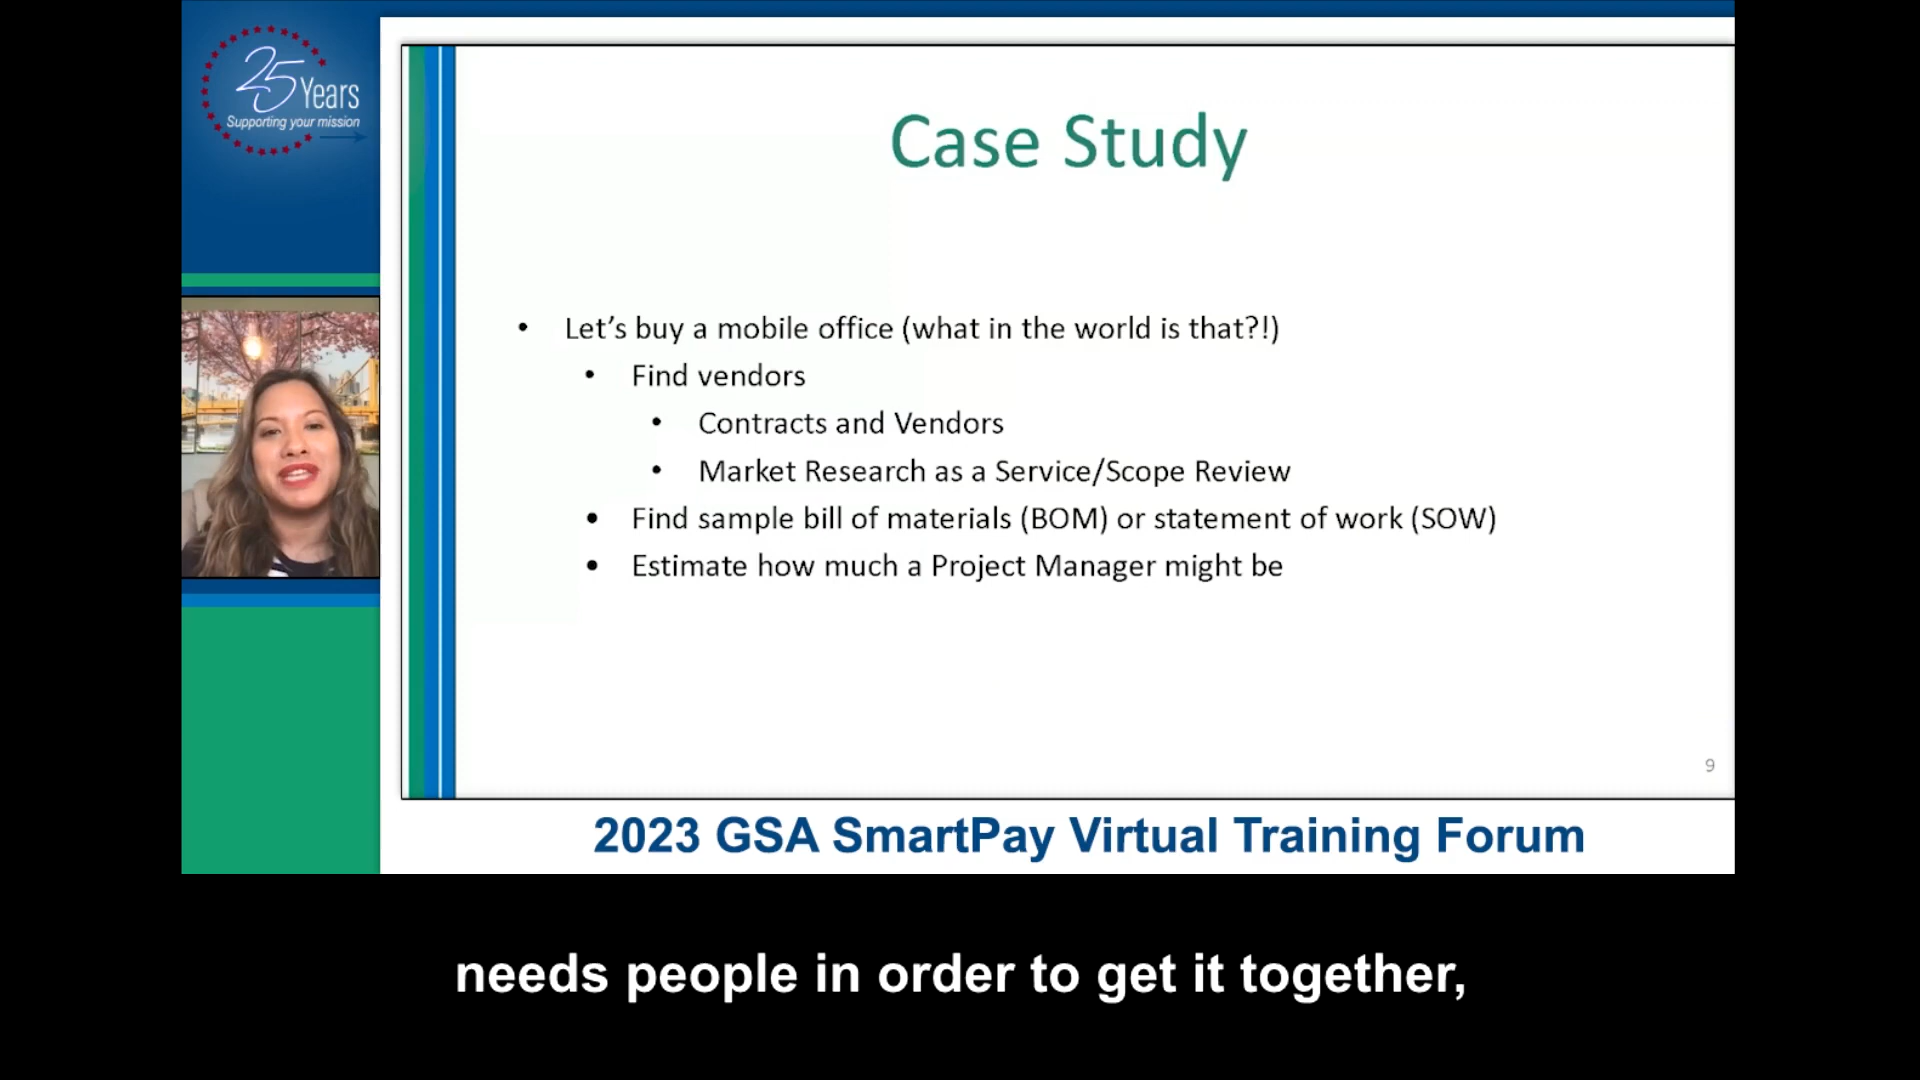 25 Years
Supporting your mission
Case Study
• Let's buy a mobile office (what in the world is that?!)
• Find vendors
• Contracts and Vendors
• Market Research as a Service/Scope Review
• Find sample bill of materials (BOM) or statement of work (SOW)
• Estimate how much a Project Manager might be
9
2023 GSA SmartPay Virtual Training Forum
needs people in order to get it together,